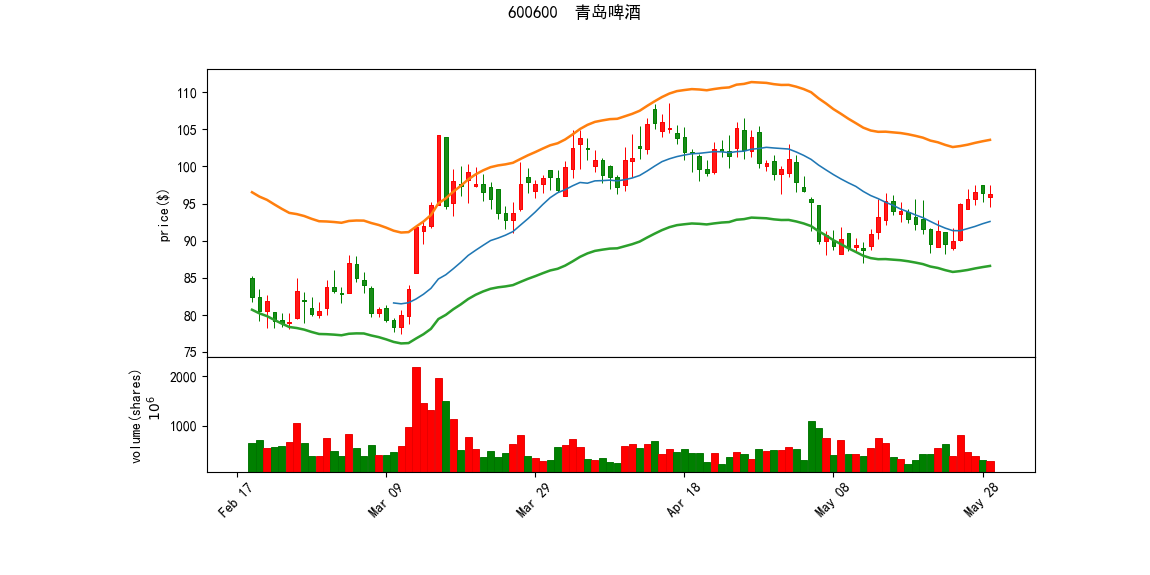 600600 青岛啤酒
110
105
100
95
90
85
80
75
price($)
2000
1000
volume(shares)
10^6
Feb 17
Mar 09
Mar 29
Apr 18
May 08
May 28